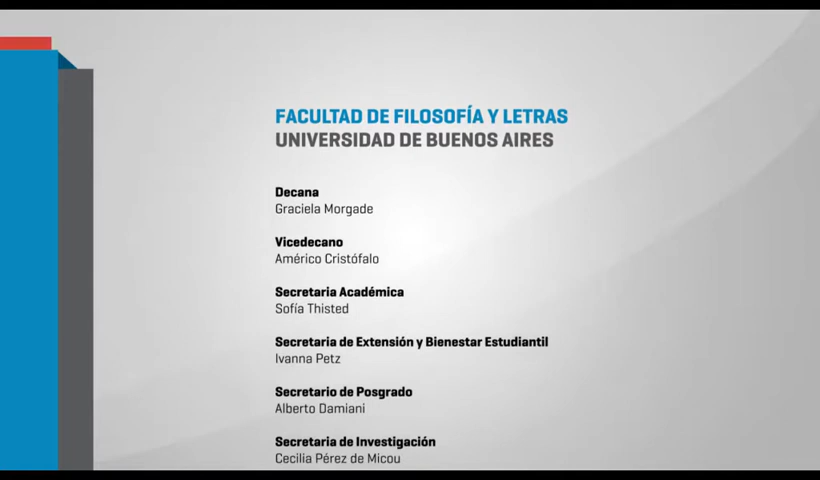 FACULTAD DE FILOSOFÍA Y LETRAS
UNIVERSIDAD DE BUENOS AIRES
Decana
Graciela Morgade
Vicedecano
Américo Cristófalo
Secretaria Académica
Sofía Thisted
Secretaria de Extensión y Bienestar Estudiantil
Ivanna Petz
Secretario de Posgrado
Alberto Damiani
Secretaria de Investigación
Cecilia Pérez de Micou